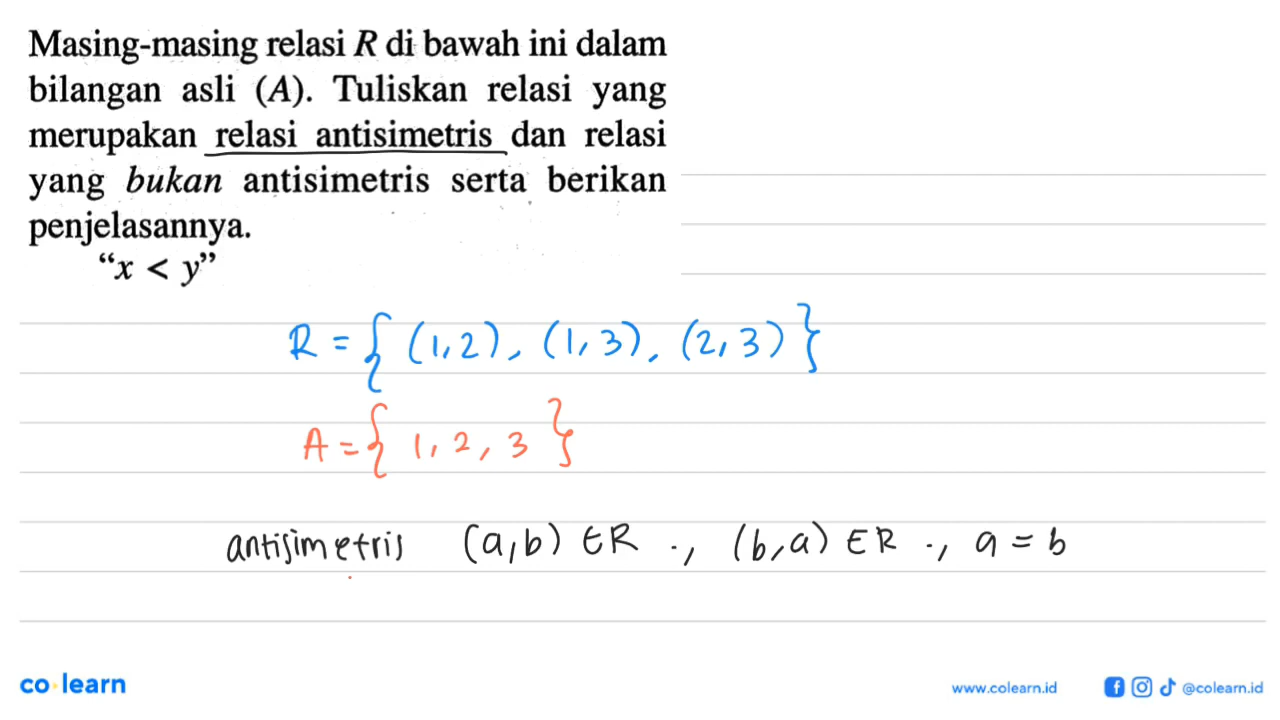 Masing-masing relasi R di bawah ini dalam
bilangan asli (A). Tuliskan relasi yang
merupakan relasi antisimetris dan relasi
yang bukan antisimetris serta berikan
penjelasannya.
“x < y”
R = { (1,2), (1,3), (2,3) }
A = { 1, 2, 3 }
antisimetris (a,b) ∈ R ., (b,a) ∈ R ., a = b
co learn
www.colearn.id @colearn.id